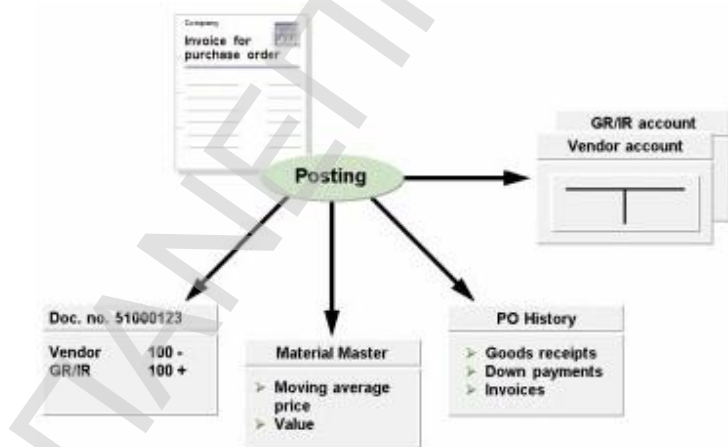 Company
Invoice for
purchase order
GR/IR account
Vendor account
Posting
Doc. no. 51000123
Vendor 100 -
GR/IR 100 +
Material Master
Moving average
price
Value
PO History
Goods receipts
Down payments
Invoices